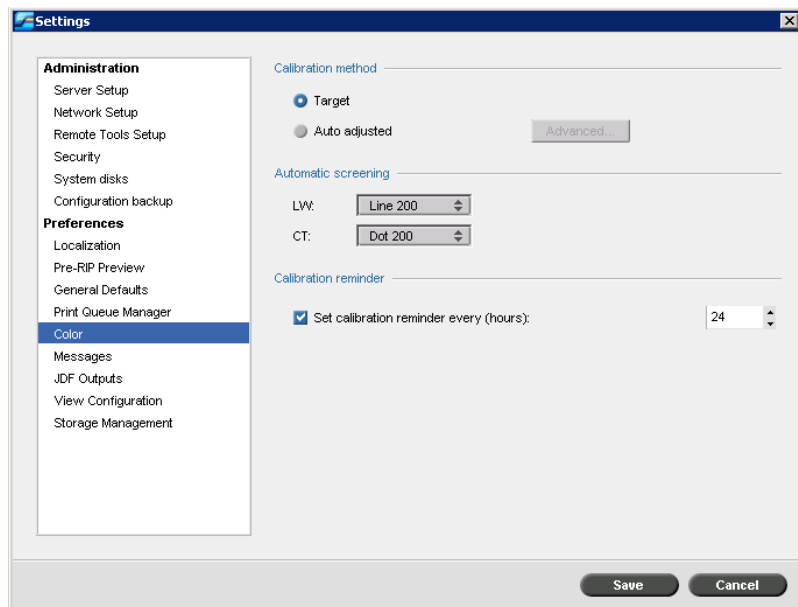 Settings
Administration
Server Setup
Network Setup
Remote Tools Setup
Security
System disks
Configuration backup
Preferences
Localization
Pre-RIP Preview
General Defaults
Print Queue Manager
Color
Messages
JDF Outputs
View Configuration
Storage Management
Calibration method
Target
Auto adjusted
Advanced...
Automatic screening
LW: Line 200
CT: Dot 200
Calibration reminder
Set calibration reminder every (hours): 24
Save Cancel